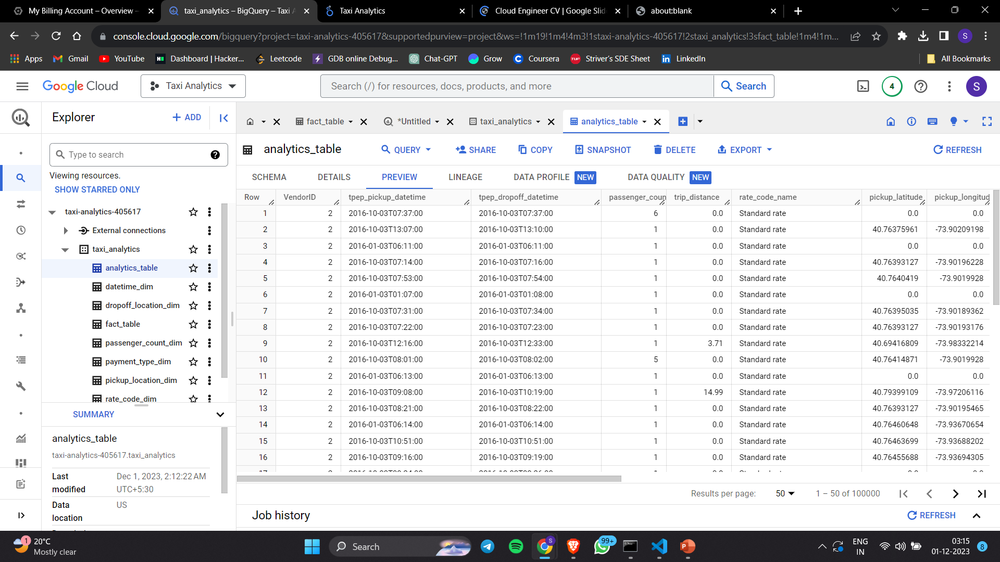 My Billing Account – Overview –
taxi_analytics – BigQuery – Taxi A
Taxi Analytics
Cloud Engineer CV | Google Slid
about:blank
console.cloud.google.com/bigquery?project=taxi-analytics-405617&supportedpurview=project&ws=!1m19!1m4!4m3!1staxi-analytics-405617!2staxi_analytics!3sfact_table!1m4!1m...
S
Apps Gmail YouTube Dashboard | Hacker... Leetcode GDB online Debug... Chat-GPT Grow Coursera Striver's SDE Sheet LinkedIn All Bookmarks
Google Cloud Taxi Analytics Search (/) for resources, docs, products, and more Search 4 S
Explorer + ADD
fact_table *Untitled taxi_analytics analytics_table
Type to search
Viewing resources.
SHOW STARRED ONLY
taxi-analytics-405617
External connections
taxi_analytics
analytics_table
datetime_dim
dropoff_location_dim
fact_table
passenger_count_dim
payment_type_dim
pickup_location_dim
rate_code_dim
SUMMARY
analytics_table
taxi-analytics-405617.taxi_analytics
Last modified Dec 1, 2023, 2:12:22 AM UTC+5:30
Data location US
analytics_table QUERY SHARE COPY SNAPSHOT DELETE EXPORT REFRESH
SCHEMA DETAILS PREVIEW LINEAGE DATA PROFILE NEW DATA QUALITY NEW
Row VendorID tpep_pickup_datetime tpep_dropoff_datetime passenger_coun trip_distance rate_code_name pickup_latitude pickup_longitud
1 2 2016-10-03T07:37:00 2016-10-03T07:37:00 6 0.0 Standard rate 0.0 0.0
2 2 2016-10-03T13:07:00 2016-10-03T13:10:00 1 0.0 Standard rate 40.76375961 -73.90209198
3 2 2016-01-03T06:11:00 2016-01-03T06:11:00 1 0.0 Standard rate 0.0 0.0
4 2 2016-10-03T07:14:00 2016-10-03T07:16:00 1 0.0 Standard rate 40.76393127 -73.90196228
5 2 2016-10-03T07:53:00 2016-10-03T07:54:00 1 0.0 Standard rate 40.7640419 -73.9019928
6 2 2016-01-03T01:07:00 2016-01-03T01:08:00 1 0.0 Standard rate 0.0 0.0
7 2 2016-10-03T07:31:00 2016-10-03T07:34:00 1 0.0 Standard rate 40.76395035 -73.90189362
8 2 2016-10-03T07:22:00 2016-10-03T07:23:00 1 0.0 Standard rate 40.76393127 -73.90193176
9 2 2016-10-03T12:16:00 2016-10-03T12:33:00 1 3.71 Standard rate 40.69416809 -73.98332214
10 2 2016-10-03T08:01:00 2016-10-03T08:02:00 5 0.0 Standard rate 40.76414871 -73.9019928
11 2 2016-01-03T06:13:00 2016-01-03T06:13:00 1 0.0 Standard rate 0.0 0.0
12 2 2016-10-03T09:08:00 2016-10-03T10:19:00 1 14.99 Standard rate 40.79399109 -73.97206116
13 2 2016-10-03T08:21:00 2016-10-03T08:22:00 1 0.0 Standard rate 40.76393127 -73.90195465
14 2 2016-01-03T06:14:00 2016-01-03T06:14:00 1 0.0 Standard rate 40.76460648 -73.93670654
15 2 2016-10-03T10:51:00 2016-10-03T10:51:00 1 0.0 Standard rate 40.76463699 -73.93688202
16 2 2016-10-03T09:16:00 2016-10-03T09:19:00 1 0.0 Standard rate 40.76455688 -73.93694305
Results per page: 50 1 – 50 of 100000
Job history REFRESH
1 20°C
Mostly clear
Search
S
99+
ENG
IN
03:15
01-12-2023
8